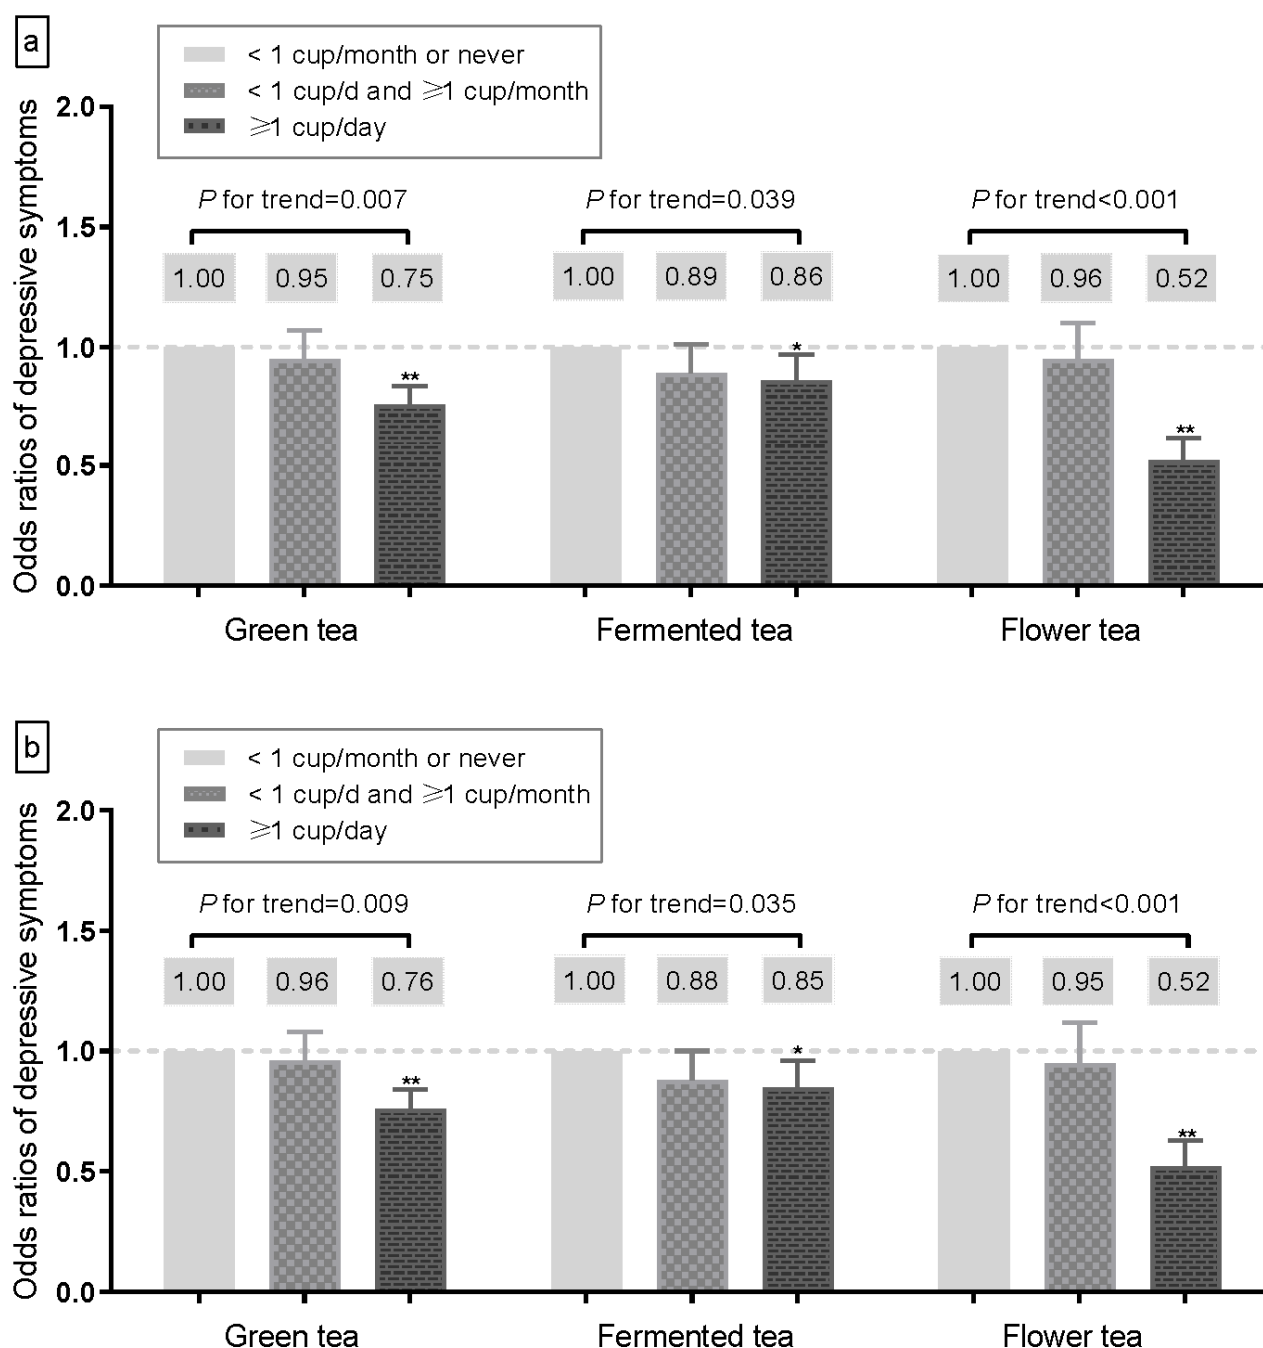 a
< 1 cup/month or never
< 1 cup/d and ⩾1 cup/month
⩾1 cup/day
Odds ratios of depressive symptoms
2.0
1.5
1.0
0.5
0.0
P for trend=0.007
P for trend=0.039
P for trend<0.001
1.00 0.95 0.75
1.00 0.89 0.86
1.00 0.96 0.52
**
*
**
Green tea
Fermented tea
Flower tea
b
< 1 cup/month or never
< 1 cup/d and ⩾1 cup/month
⩾1 cup/day
Odds ratios of depressive symptoms
2.0
1.5
1.0
0.5
0.0
P for trend=0.009
P for trend=0.035
P for trend<0.001
1.00 0.96 0.76
1.00 0.88 0.85
1.00 0.95 0.52
**
*
**
Green tea
Fermented tea
Flower tea